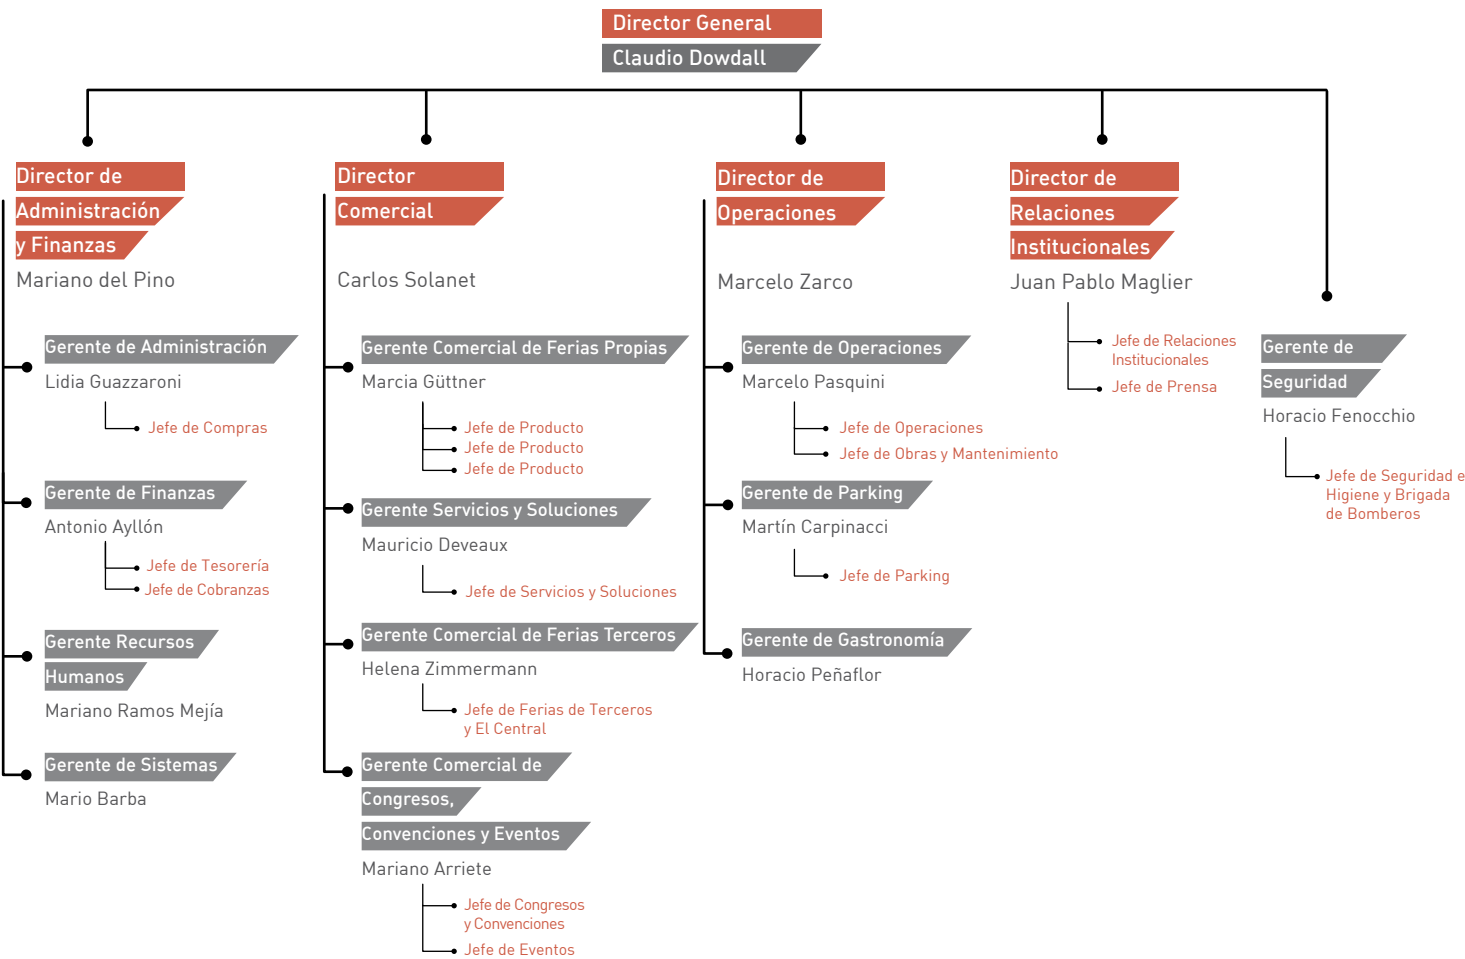 Director General
Claudio Dowdall
Director de
Administración
y Finanzas
Mariano del Pino
Gerente de Administración
Lidia Guazzaroni
Jefe de Compras
Gerente de Finanzas
Antonio Ayllón
Jefe de Tesorería
Jefe de Cobranzas
Gerente Recursos
Humanos
Mariano Ramos Mejía
Gerente de Sistemas
Mario Barba
Director
Comercial
Carlos Solanet
Gerente Comercial de Ferias Propias
Marcia Güttner
Jefe de Producto
Jefe de Producto
Jefe de Producto
Gerente Servicios y Soluciones
Mauricio Deveaux
Jefe de Servicios y Soluciones
Gerente Comercial de Ferias Terceros
Helena Zimmermann
Jefe de Ferias de Terceros
y El Central
Gerente Comercial de
Congresos,
Convenciones y Eventos
Mariano Arriete
Jefe de Congresos
y Convenciones
Jefe de Eventos
Director de
Operaciones
Marcelo Zarco
Gerente de Operaciones
Marcelo Pasquini
Jefe de Operaciones
Jefe de Obras y Mantenimiento
Gerente de Parking
Martín Carpinacci
Jefe de Parking
Gerente de Gastronomía
Horacio Peñaflor
Director de
Relaciones
Institucionales
Juan Pablo Maglier
Jefe de Relaciones
Institucionales
Jefe de Prensa
Gerente de
Seguridad
Horacio Fenocchio
Jefe de Seguridad e
Higiene y Brigada
de Bomberos